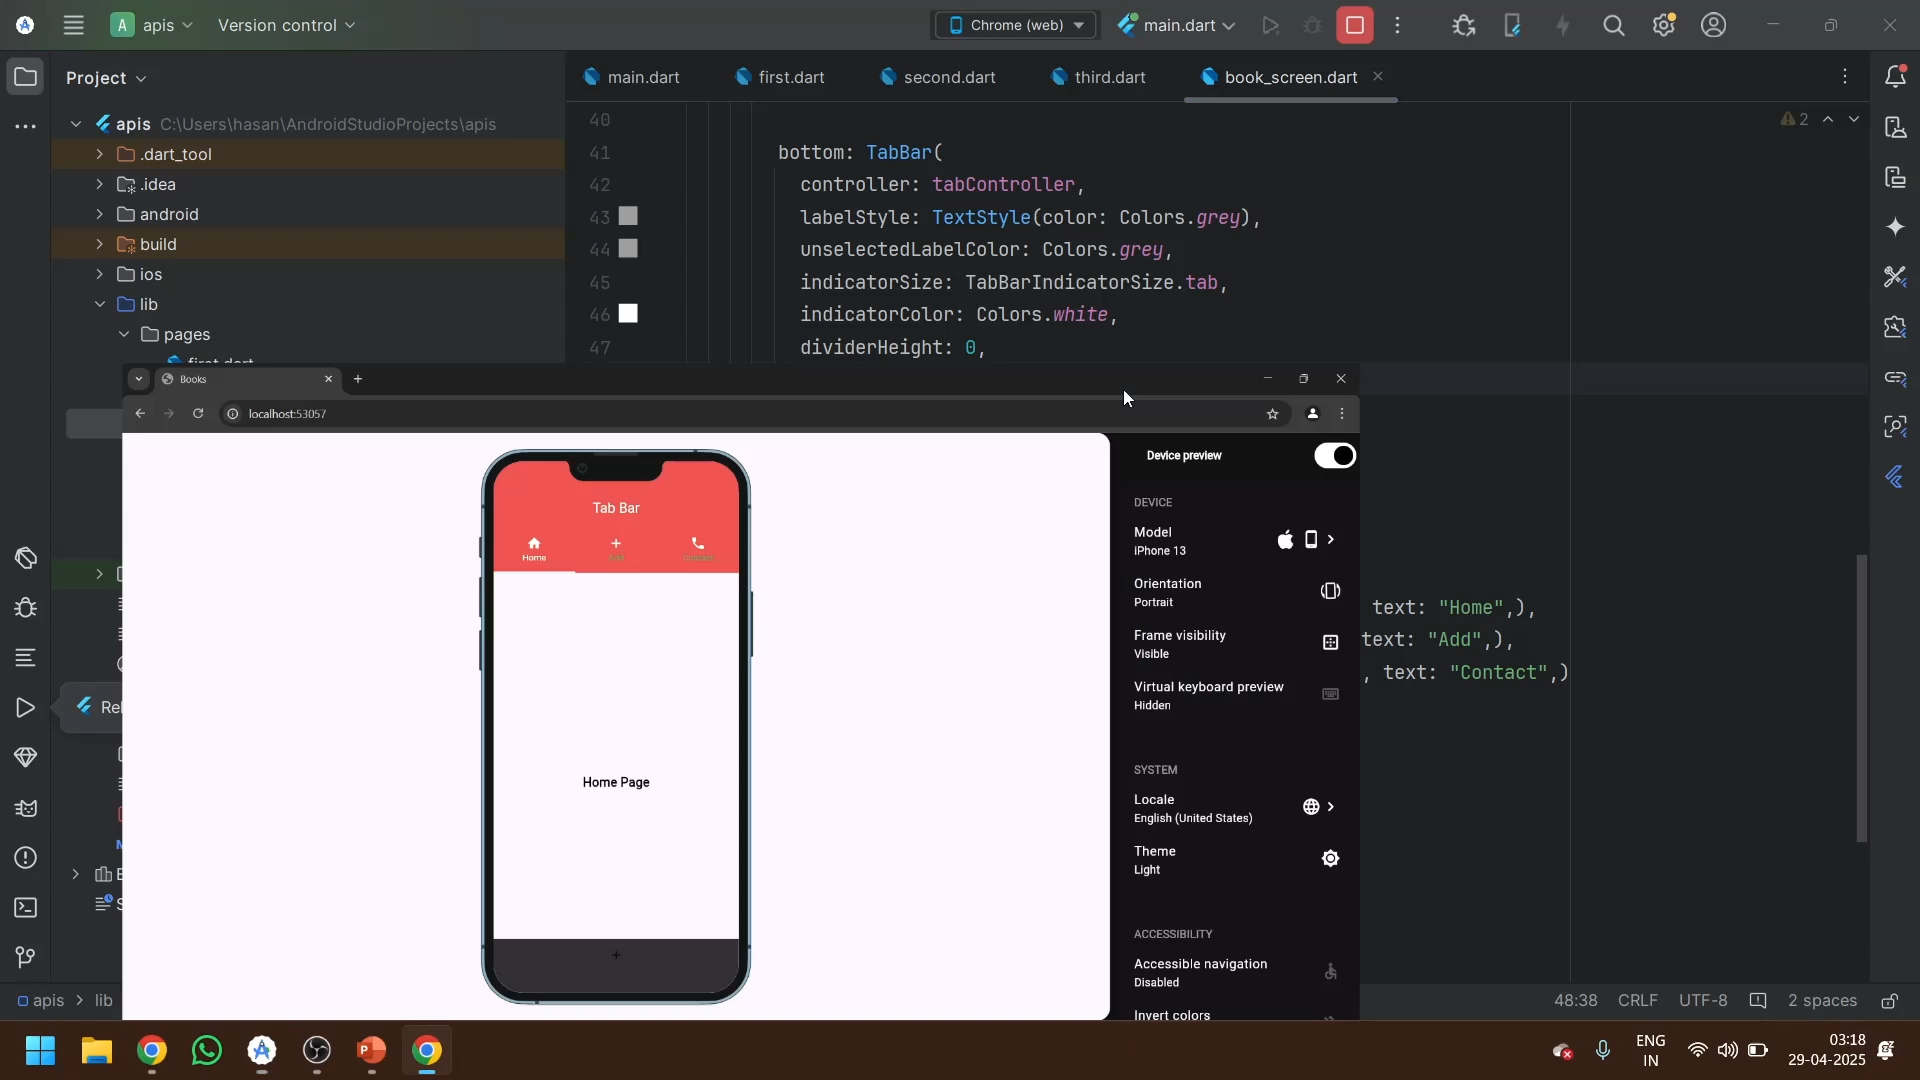 A apis Version control
Chrome (web) main.dart
Project
main.dart first.dart second.dart third.dart book_screen.dart
apis C:\Users\hasan\AndroidStudioProjects\apis
.dart_tool
.idea
android
build
ios
lib
pages
first.dart
2
40
41 bottom: TabBar(
42 controller: tabController,
43 labelStyle: TextStyle(color: Colors.grey),
44 unselectedLabelColor: Colors.grey,
45 indicatorSize: TabBarIndicatorSize.tab,
46 indicatorColor: Colors.white,
47 dividerHeight: 0,
Books
localhost:53057
Tab Bar
Home Add Contact
Home Page
Device preview
DEVICE
Model
iPhone 13
Orientation
Portrait
Frame visibility
Visible
Virtual keyboard preview
Hidden
SYSTEM
Locale
English (United States)
Theme
Light
ACCESSIBILITY
Accessible navigation
Disabled
Invert colors
text: "Home",),
text: "Add",),
, text: "Contact",)
apis > lib
48:38 CRLF UTF-8 2 spaces
ENG
IN
03:18
29-04-2025